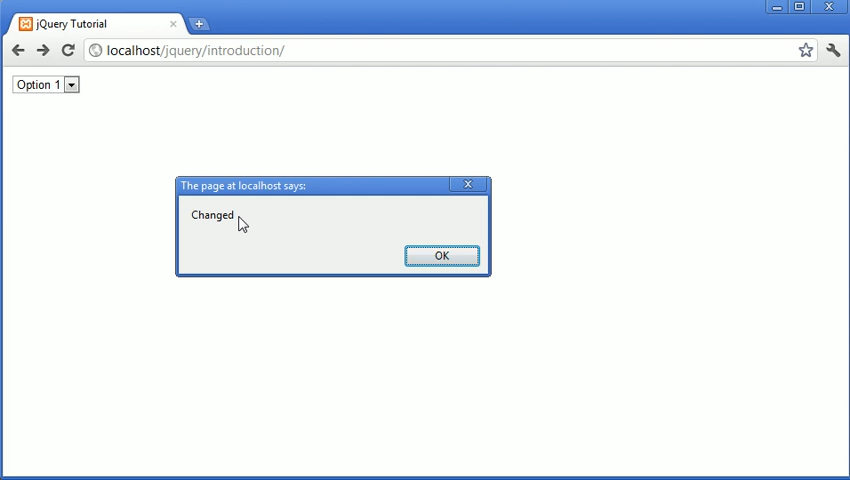 jQuery Tutorial
localhost/jquery/introduction/
Option 1
The page at localhost says:
Changed
OK